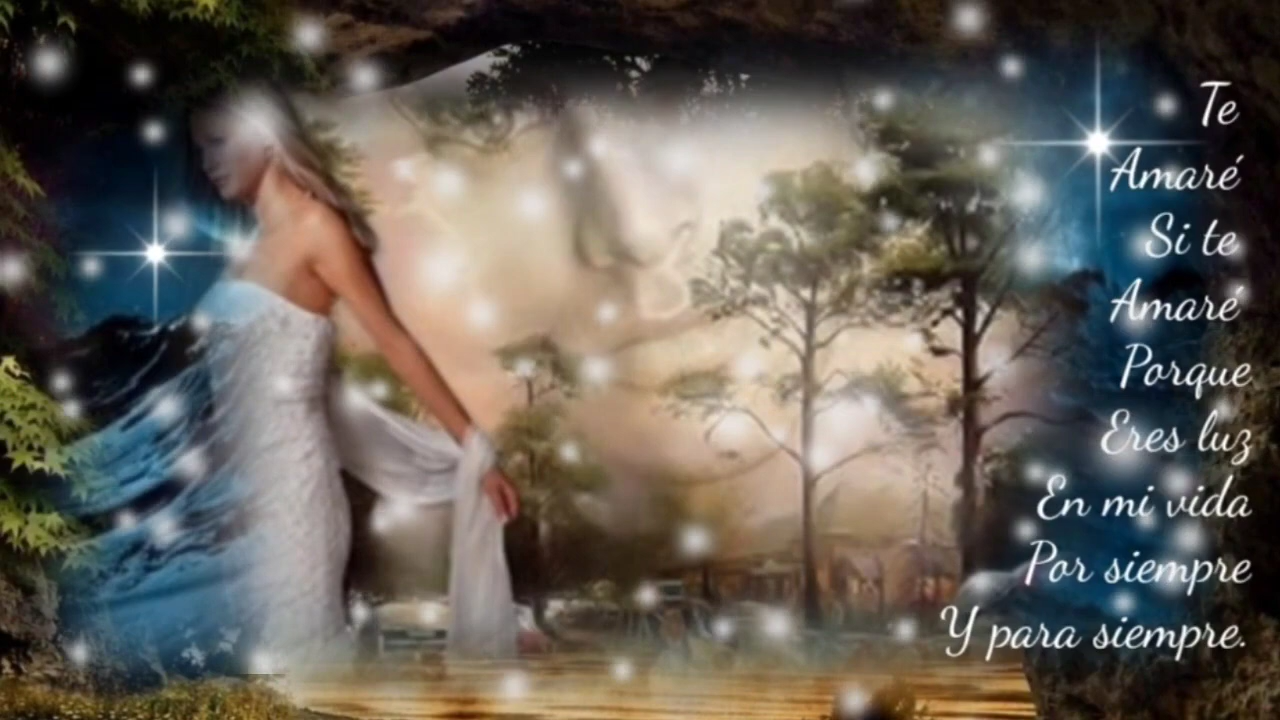 Te
Amaré
Si te
Amaré
Porque
Eres luz
En mi vida
Por siempre
Y para siempre.